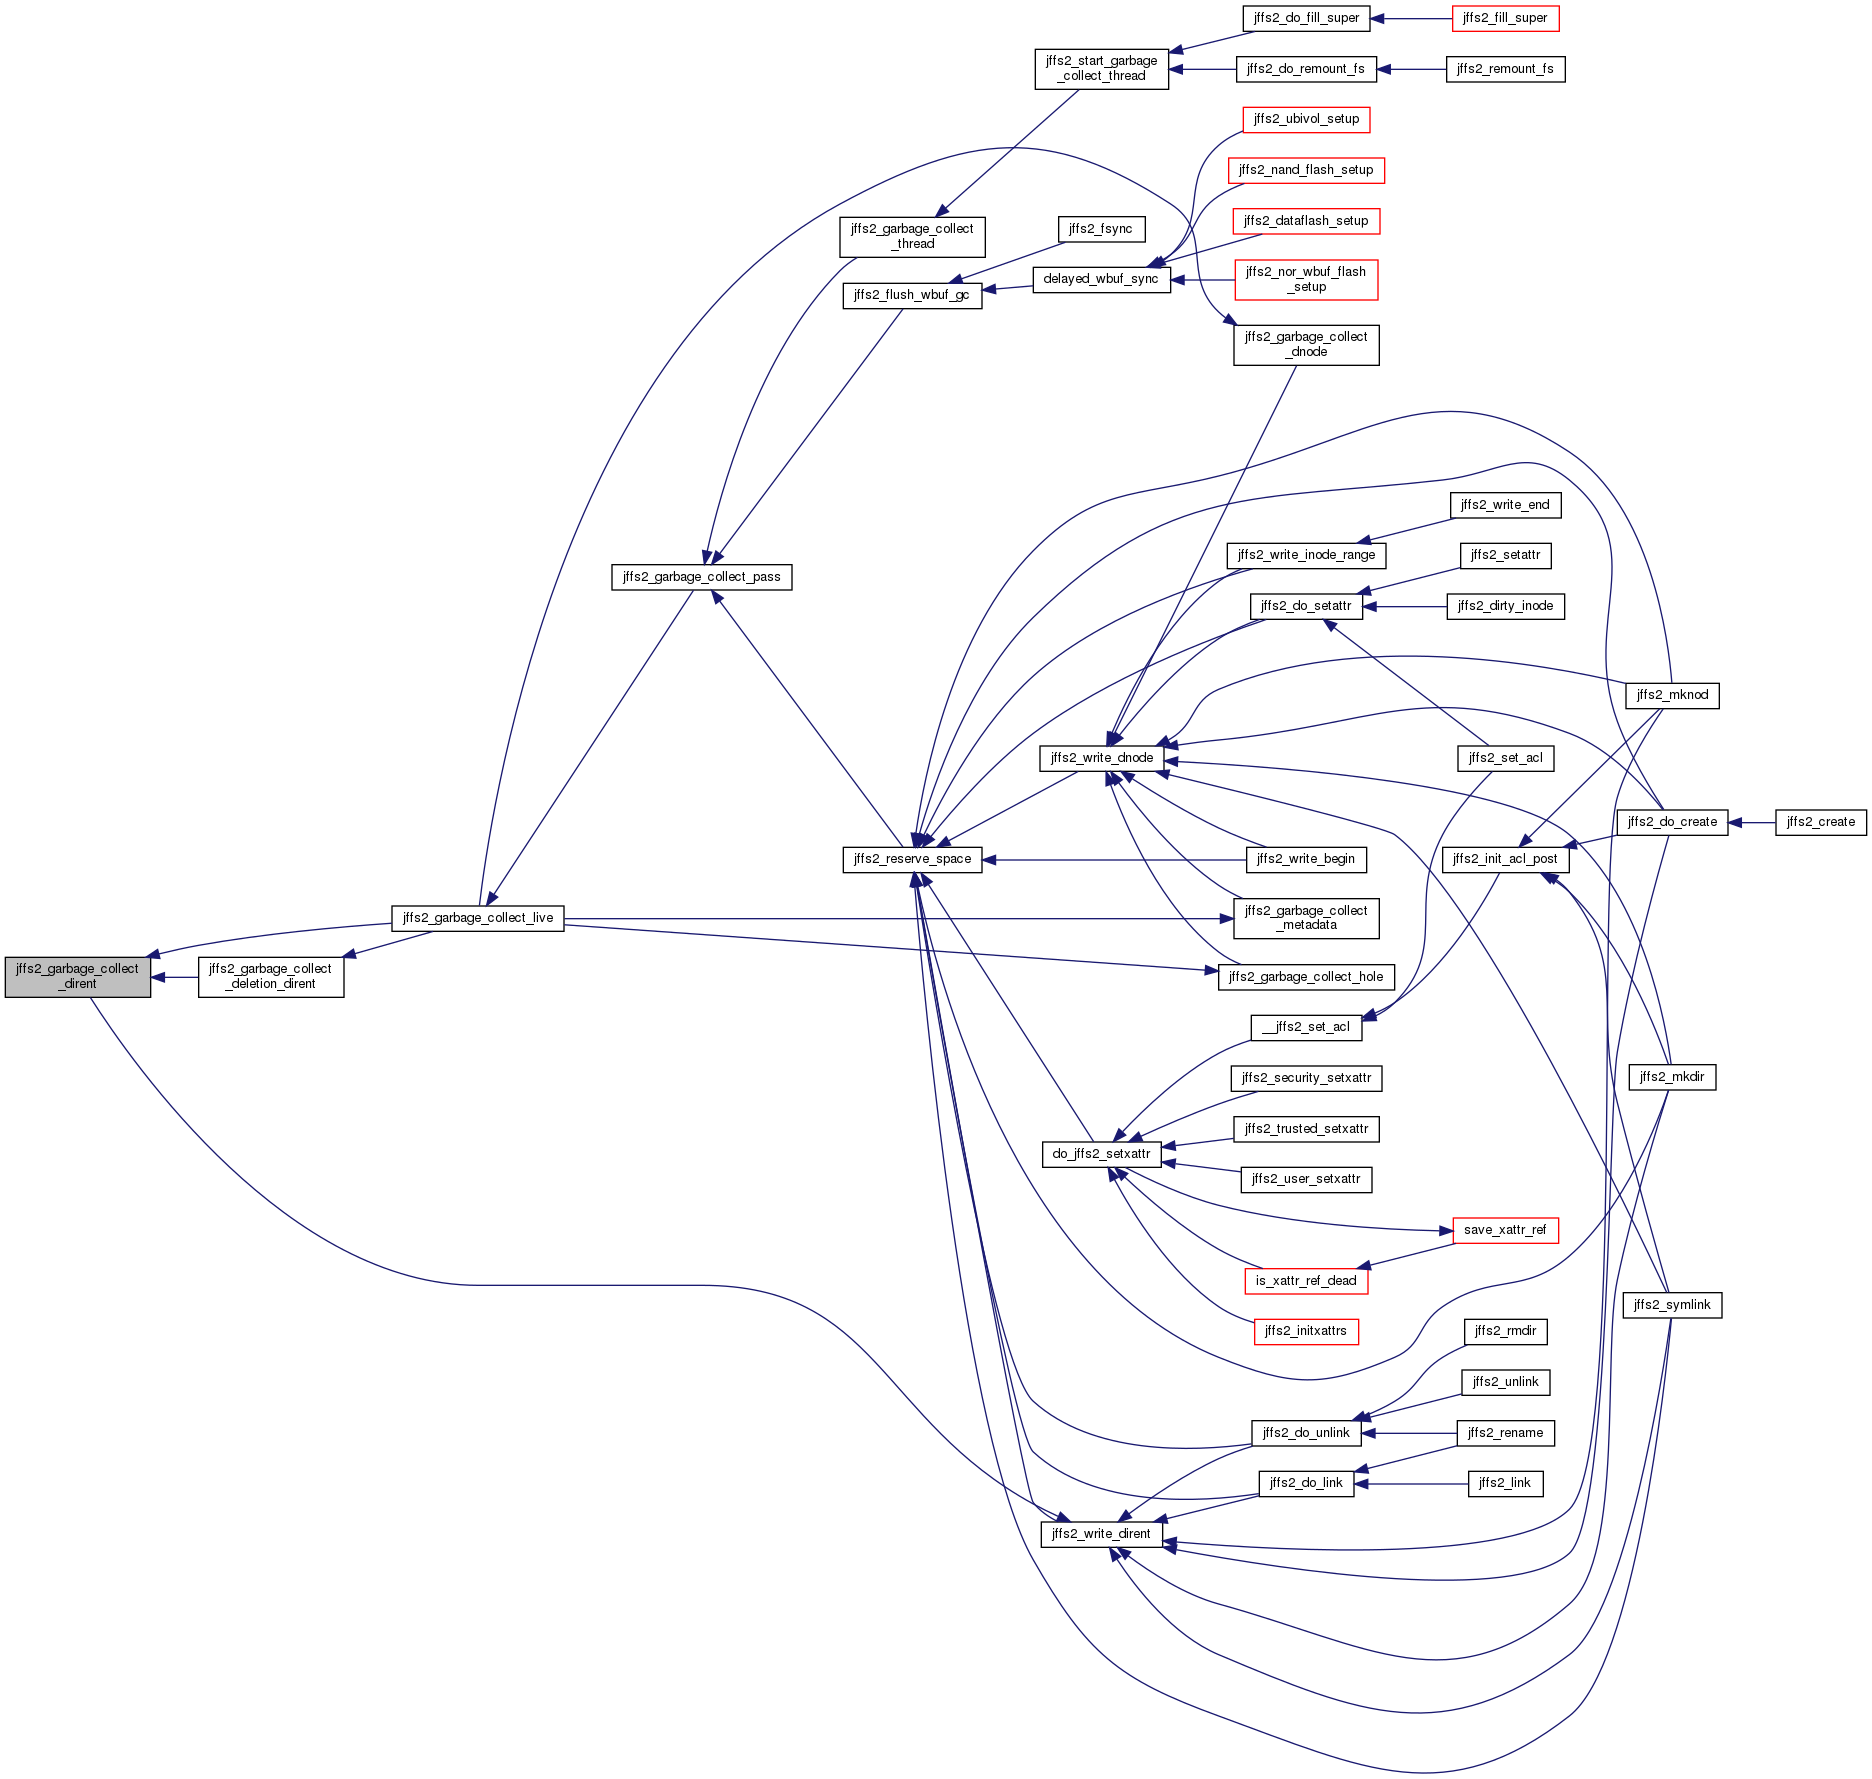 jffs2_do_fill_super
jffs2_fill_super
jffs2_start_garbage
_collect_thread
jffs2_do_remount_fs
jffs2_remount_fs
jffs2_ubivol_setup
jffs2_nand_flash_setup
jffs2_dataflash_setup
jffs2_garbage_collect
_thread
jffs2_fsync
delayed_wbuf_sync
jffs2_nor_wbuf_flash
_setup
jffs2_flush_wbuf_gc
jffs2_garbage_collect
_dnode
jffs2_write_end
jffs2_write_inode_range
jffs2_setattr
jffs2_garbage_collect_pass
jffs2_do_setattr
jffs2_dirty_inode
jffs2_mknod
jffs2_write_dnode
jffs2_set_acl
jffs2_do_create
jffs2_create
jffs2_reserve_space
jffs2_write_begin
jffs2_init_acl_post
jffs2_garbage_collect_live
jffs2_garbage_collect
_metadata
jffs2_garbage_collect
_dirent
jffs2_garbage_collect
_deletion_dirent
jffs2_garbage_collect_hole
__jffs2_set_acl
jffs2_security_setxattr
jffs2_mkdir
jffs2_trusted_setxattr
do_jffs2_setxattr
jffs2_user_setxattr
save_xattr_ref
is_xattr_ref_dead
jffs2_symlink
jffs2_initxattrs
jffs2_rmdir
jffs2_unlink
jffs2_do_unlink
jffs2_rename
jffs2_do_link
jffs2_link
jffs2_write_dirent